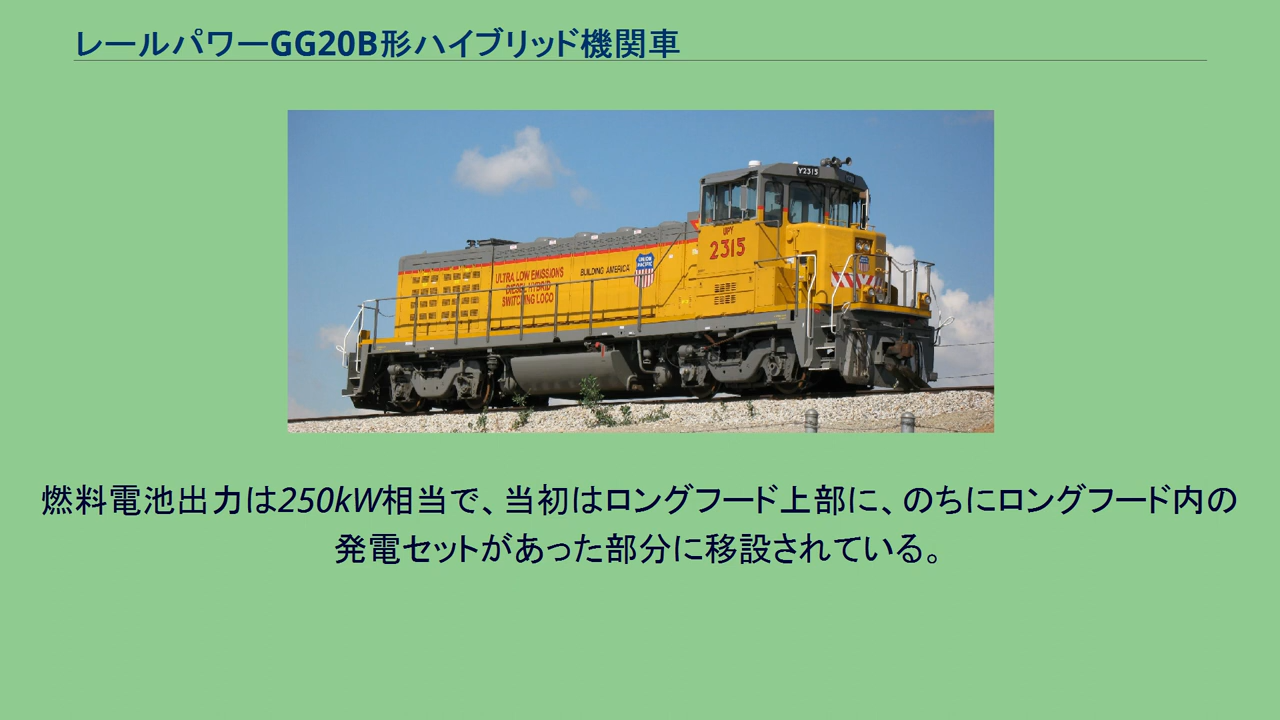 レールパワーGG20B形ハイブリッド機関車
Y2315
UPY
2315
UNION
PACIFIC
BUILDING AMERICA
ULTRA LOW EMISSIONS
DIESEL HYBRID
SWITCHING LOCO
燃料電池出力は250kW相当で、当初はロングフード上部に、のちにロングフード内の
発電セットがあった部分に移設されている。